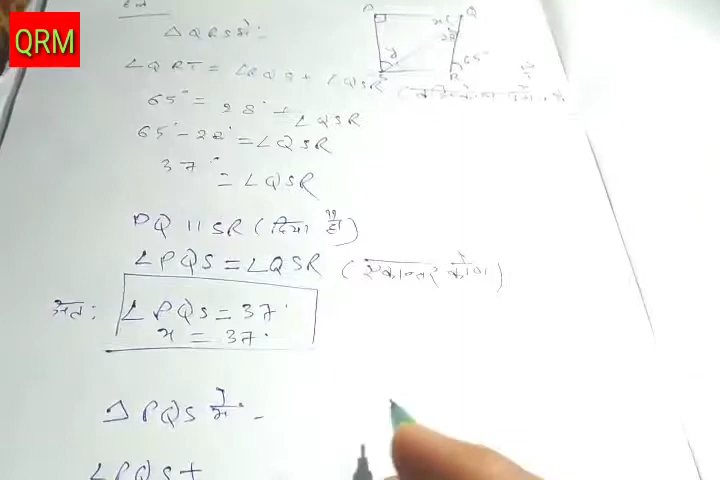 QRM
P Q
x
28°
y
65°
S R
Δ QRS में :-
∠QRT = ∠RQS + ∠QSR
65° = 28° + ∠QSR
65° - 28° = ∠QSR
37° = ∠QSR
PQ || SR (दिया है)
∠PQS = ∠QSR (एकान्तर कोण)
अतः ∠PQS = 37°
x = 37°
Δ PQS में -
∠PQS +